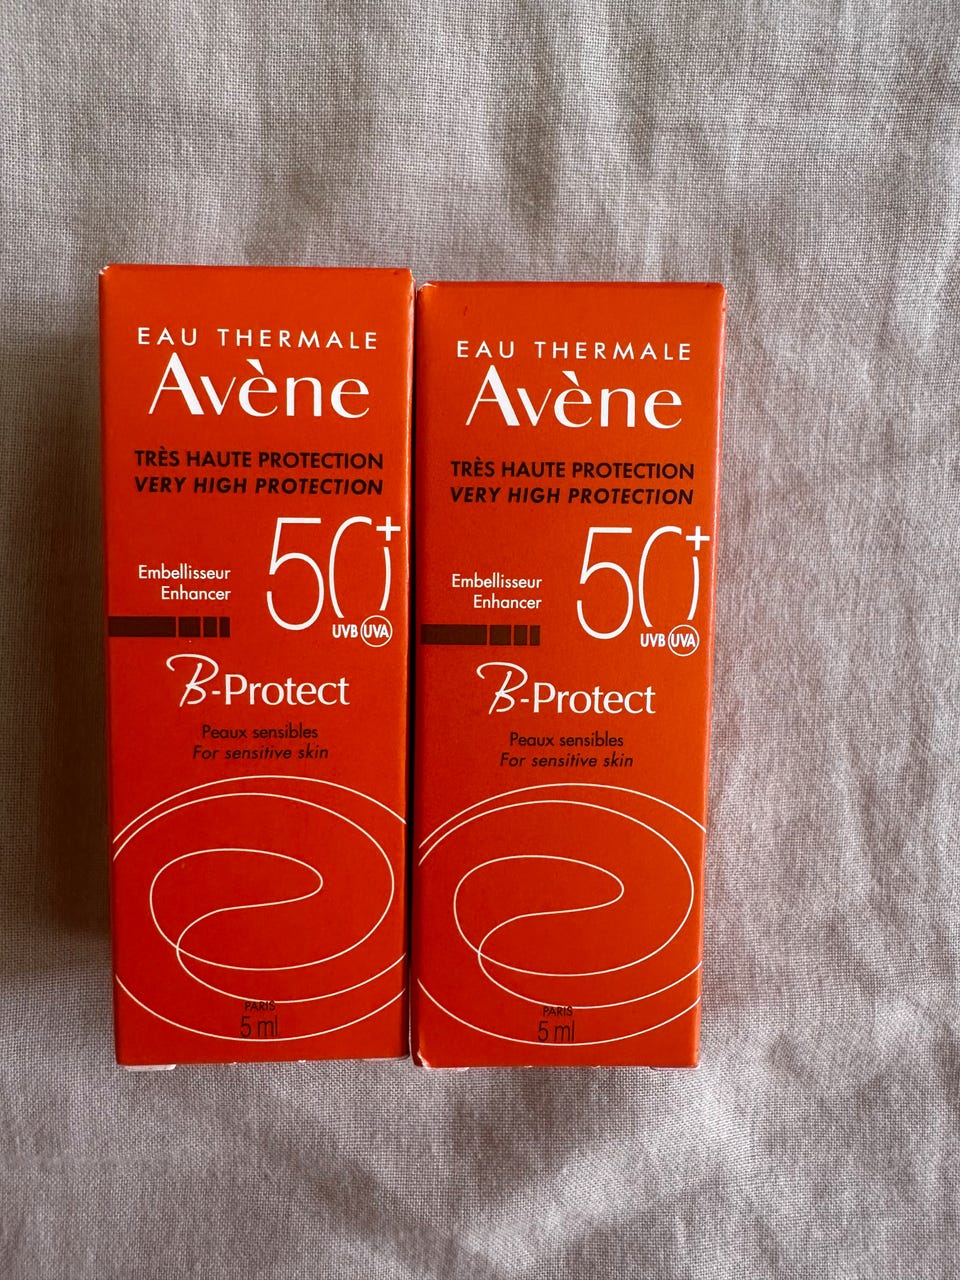 EAU THERMALE
Avène
TRÈS HAUTE PROTECTION
VERY HIGH PROTECTION
50+
Embellisseur
Enhancer
UVB UVA
B-Protect
Peaux sensibles
For sensitive skin
PARIS
5 ml
EAU THERMALE
Avène
TRÈS HAUTE PROTECTION
VERY HIGH PROTECTION
50+
Embellisseur
Enhancer
UVB UVA
B-Protect
Peaux sensibles
For sensitive skin
PARIS
5 ml